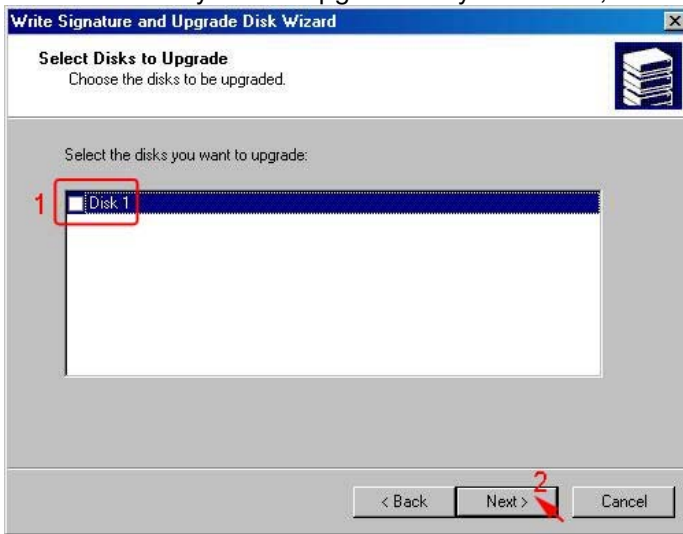 Write Signature and Upgrade Disk Wizard
Select Disks to Upgrade
Choose the disks to be upgraded.
Select the disks you want to upgrade:
1 Disk 1
2
< Back Next > Cancel